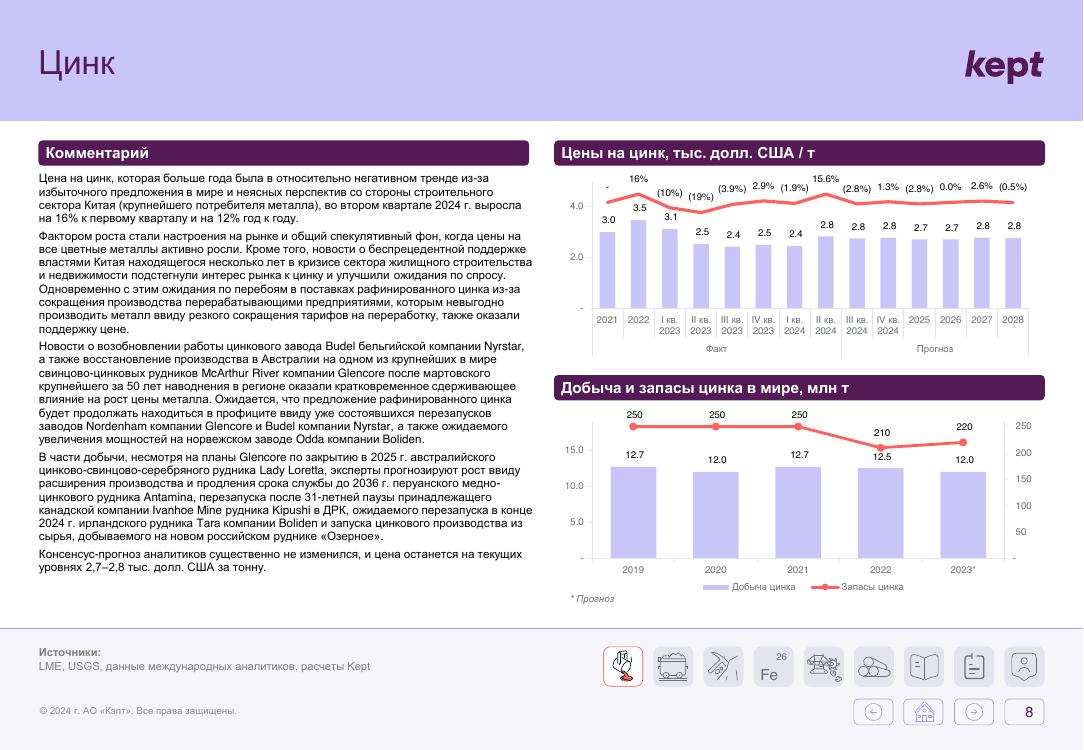 Цинк
kept
Комментарий
Цена на цинк, которая больше года была в относительно негативном тренде из-за
избыточного предложения в мире и неясных перспектив со стороны строительного
сектора Китая (крупнейшего потребителя металла), во втором квартале 2024 г. выросла
на 16% к первому кварталу и на 12% год к году.
Фактором роста стали настроения на рынке и общий спекулятивный фон, когда цены на
все цветные металлы активно росли. Кроме того, новости о беспрецедентной поддержке
властями Китая находящегося несколько лет в кризисе сектора жилищного строительства
и недвижимости подстегнули интерес рынка к цинку и улучшили ожидания по спросу.
Одновременно с этим ожидания по перебоям в поставках рафинированного цинка из-за
сокращения производства перерабатывающими предприятиями, которым невыгодно
производить металл ввиду резкого сокращения тарифов на переработку, также оказали
поддержку цене.
Новости о возобновлении работы цинкового завода Budel бельгийской компании Nyrstar,
а также восстановление производства в Австралии на одном из крупнейших в мире
свинцово-цинковых рудников McArthur River компании Glencore после мартовского
крупнейшего за 50 лет наводнения в регионе оказали кратковременное сдерживающее
влияние на рост цены металла. Ожидается, что предложение рафинированного цинка
будет продолжать находиться в профиците ввиду уже состоявшихся перезапусков
заводов Nordenham компании Glencore и Budel компании Nyrstar, а также ожидаемого
увеличения мощностей на норвежском заводе Odda компании Boliden.
В части добычи, несмотря на планы Glencore по закрытию в 2025 г. австралийского
цинково-свинцово-серебряного рудника Lady Loretta, эксперты прогнозируют рост ввиду
расширения производства и продления срока службы до 2036 г. перуанского медно-
цинкового рудника Antamina, перезапуска после 31-летней паузы принадлежащего
канадской компании Ivanhoe Mine рудника Kipushi в ДРК, ожидаемого перезапуска в конце
2024 г. ирландского рудника Tara компании Boliden и запуска цинкового производства из
сырья, добываемого на новом российском руднике «Озерное».
Консенсус-прогноз аналитиков существенно не изменился, и цена останется на текущих
уровнях 2,7–2,8 тыс. долл. США за тонну.
Цены на цинк, тыс. долл. США / т
- 16% (10%) (19%) (3.9%) 2.9% (1.9%) 15.6% (2.8%) 1.3% (2.8%) 0.0% 2.6% (0.5%)
4.0
2.0
-
3.0 3.5 3.1 2.5 2.4 2.5 2.4 2.8 2.8 2.8 2.7 2.7 2.8 2.8
2021 2022 I кв. II кв. III кв. IV кв. I кв. II кв. III кв. IV кв. 2025 2026 2027 2028
2023 2023 2023 2023 2024 2024 2024 2024
Факт Прогноз
Добыча и запасы цинка в мире, млн т
250 250 250 210 220
15.0
10.0
5.0
-
12.7 12.0 12.7 12.5 12.0
250
200
150
100
50
-
2019 2020 2021 2022 2023*
Добыча цинка Запасы цинка
* Прогноз
Источники:
LME, USGS, данные международных аналитиков, расчеты Kept
26
Fe
© 2024 г. АО «Кэпт». Все права защищены.
8